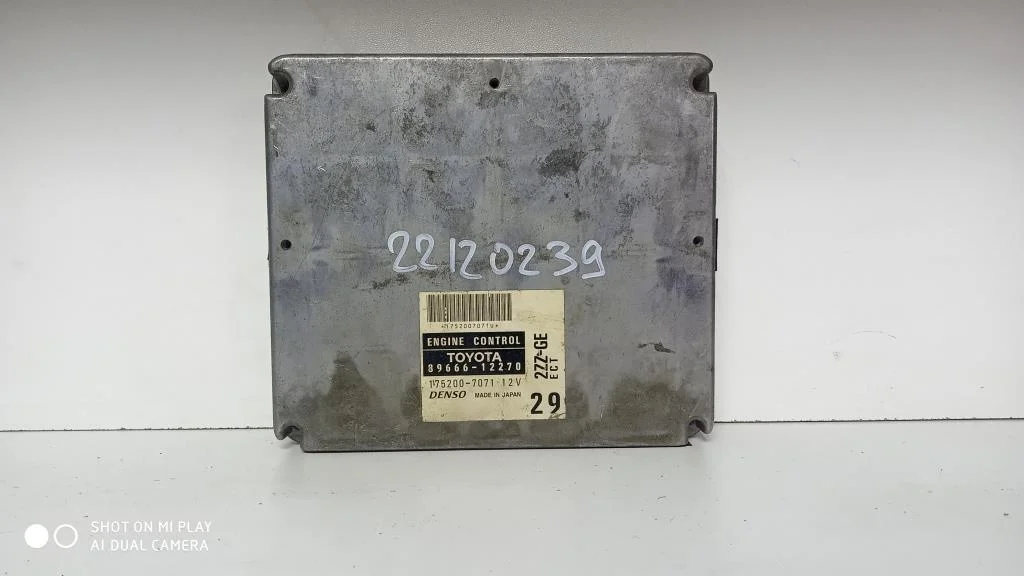 22120239
*1752007071U*
ENGINE CONTROL
TOYOTA
89666-12270
175200-7071 12V
DENSO MADE IN JAPAN
2ZZ-GE
ECT
29
SHOT ON MI PLAY
AI DUAL CAMERA